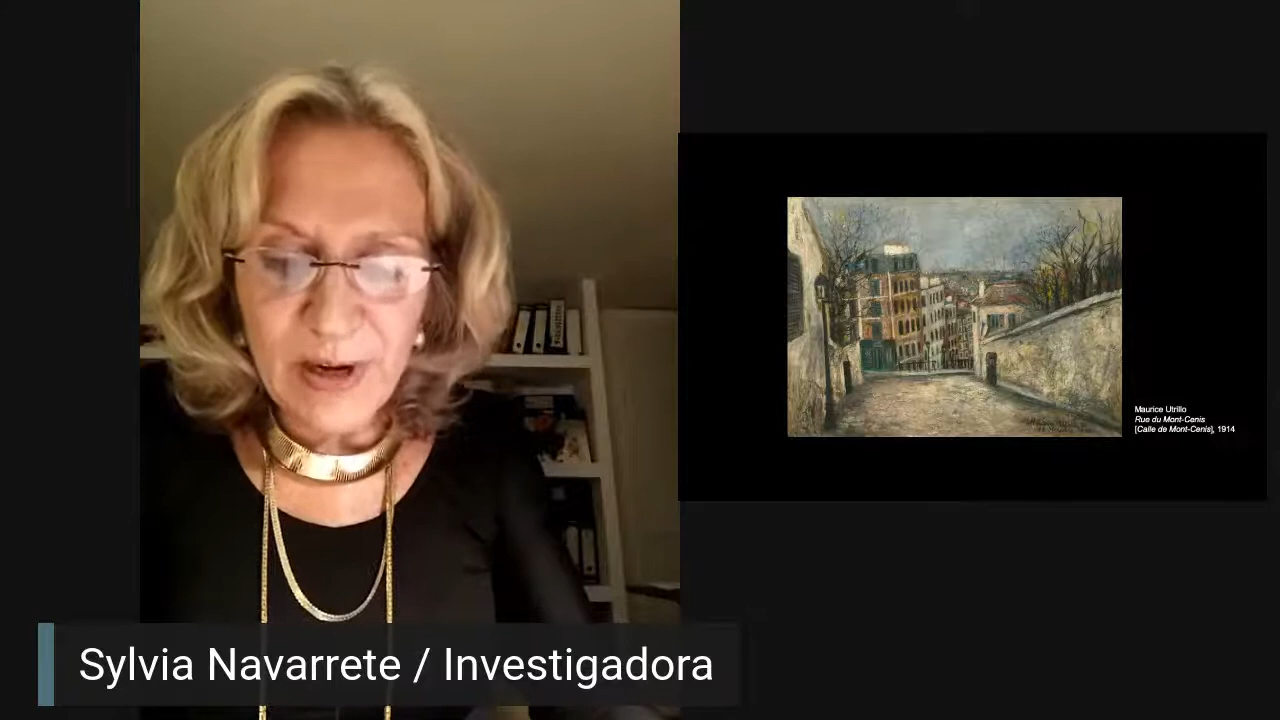 Maurice Utrillo
Rue du Mont-Cenis
[Calle de Mont-Cenis], 1914
Sylvia Navarrete / Investigadora